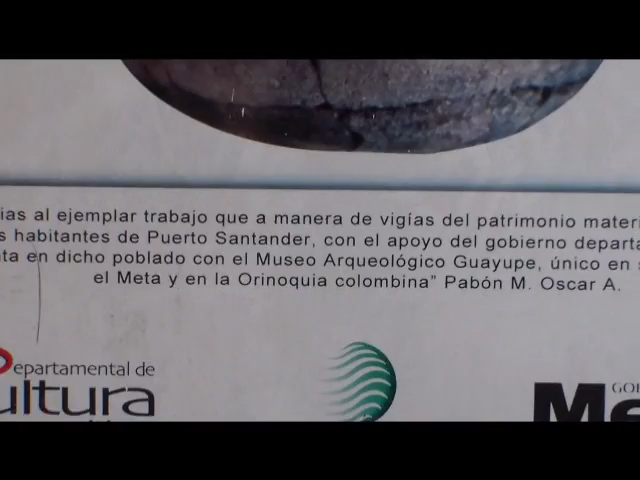 ias al ejemplar trabajo que a manera de vigías del patrimonio materi
s habitantes de Puerto Santander, con el apoyo del gobierno departa
ta en dicho poblado con el Museo Arqueológico Guayupe, único en s
el Meta y en la Orinoquia colombina" Pabón M. Oscar A.
epartamental de
ultura
GO
Me